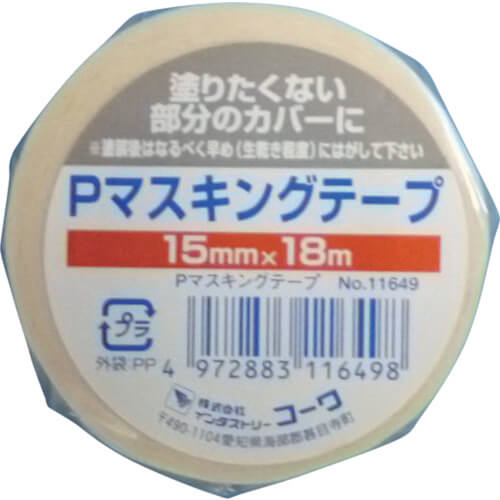 塗りたくない
部分のカバーに
※塗装後はなるべく早め(生乾き程度)にはがして下さい
Pマスキングテープ
15mm×18m
Pマスキングテープ No.11649
プラ
外袋:PP
4 972883 116498
株式会社
インダストリー コーワ
〒490-1104愛知県海部郡甚目寺町